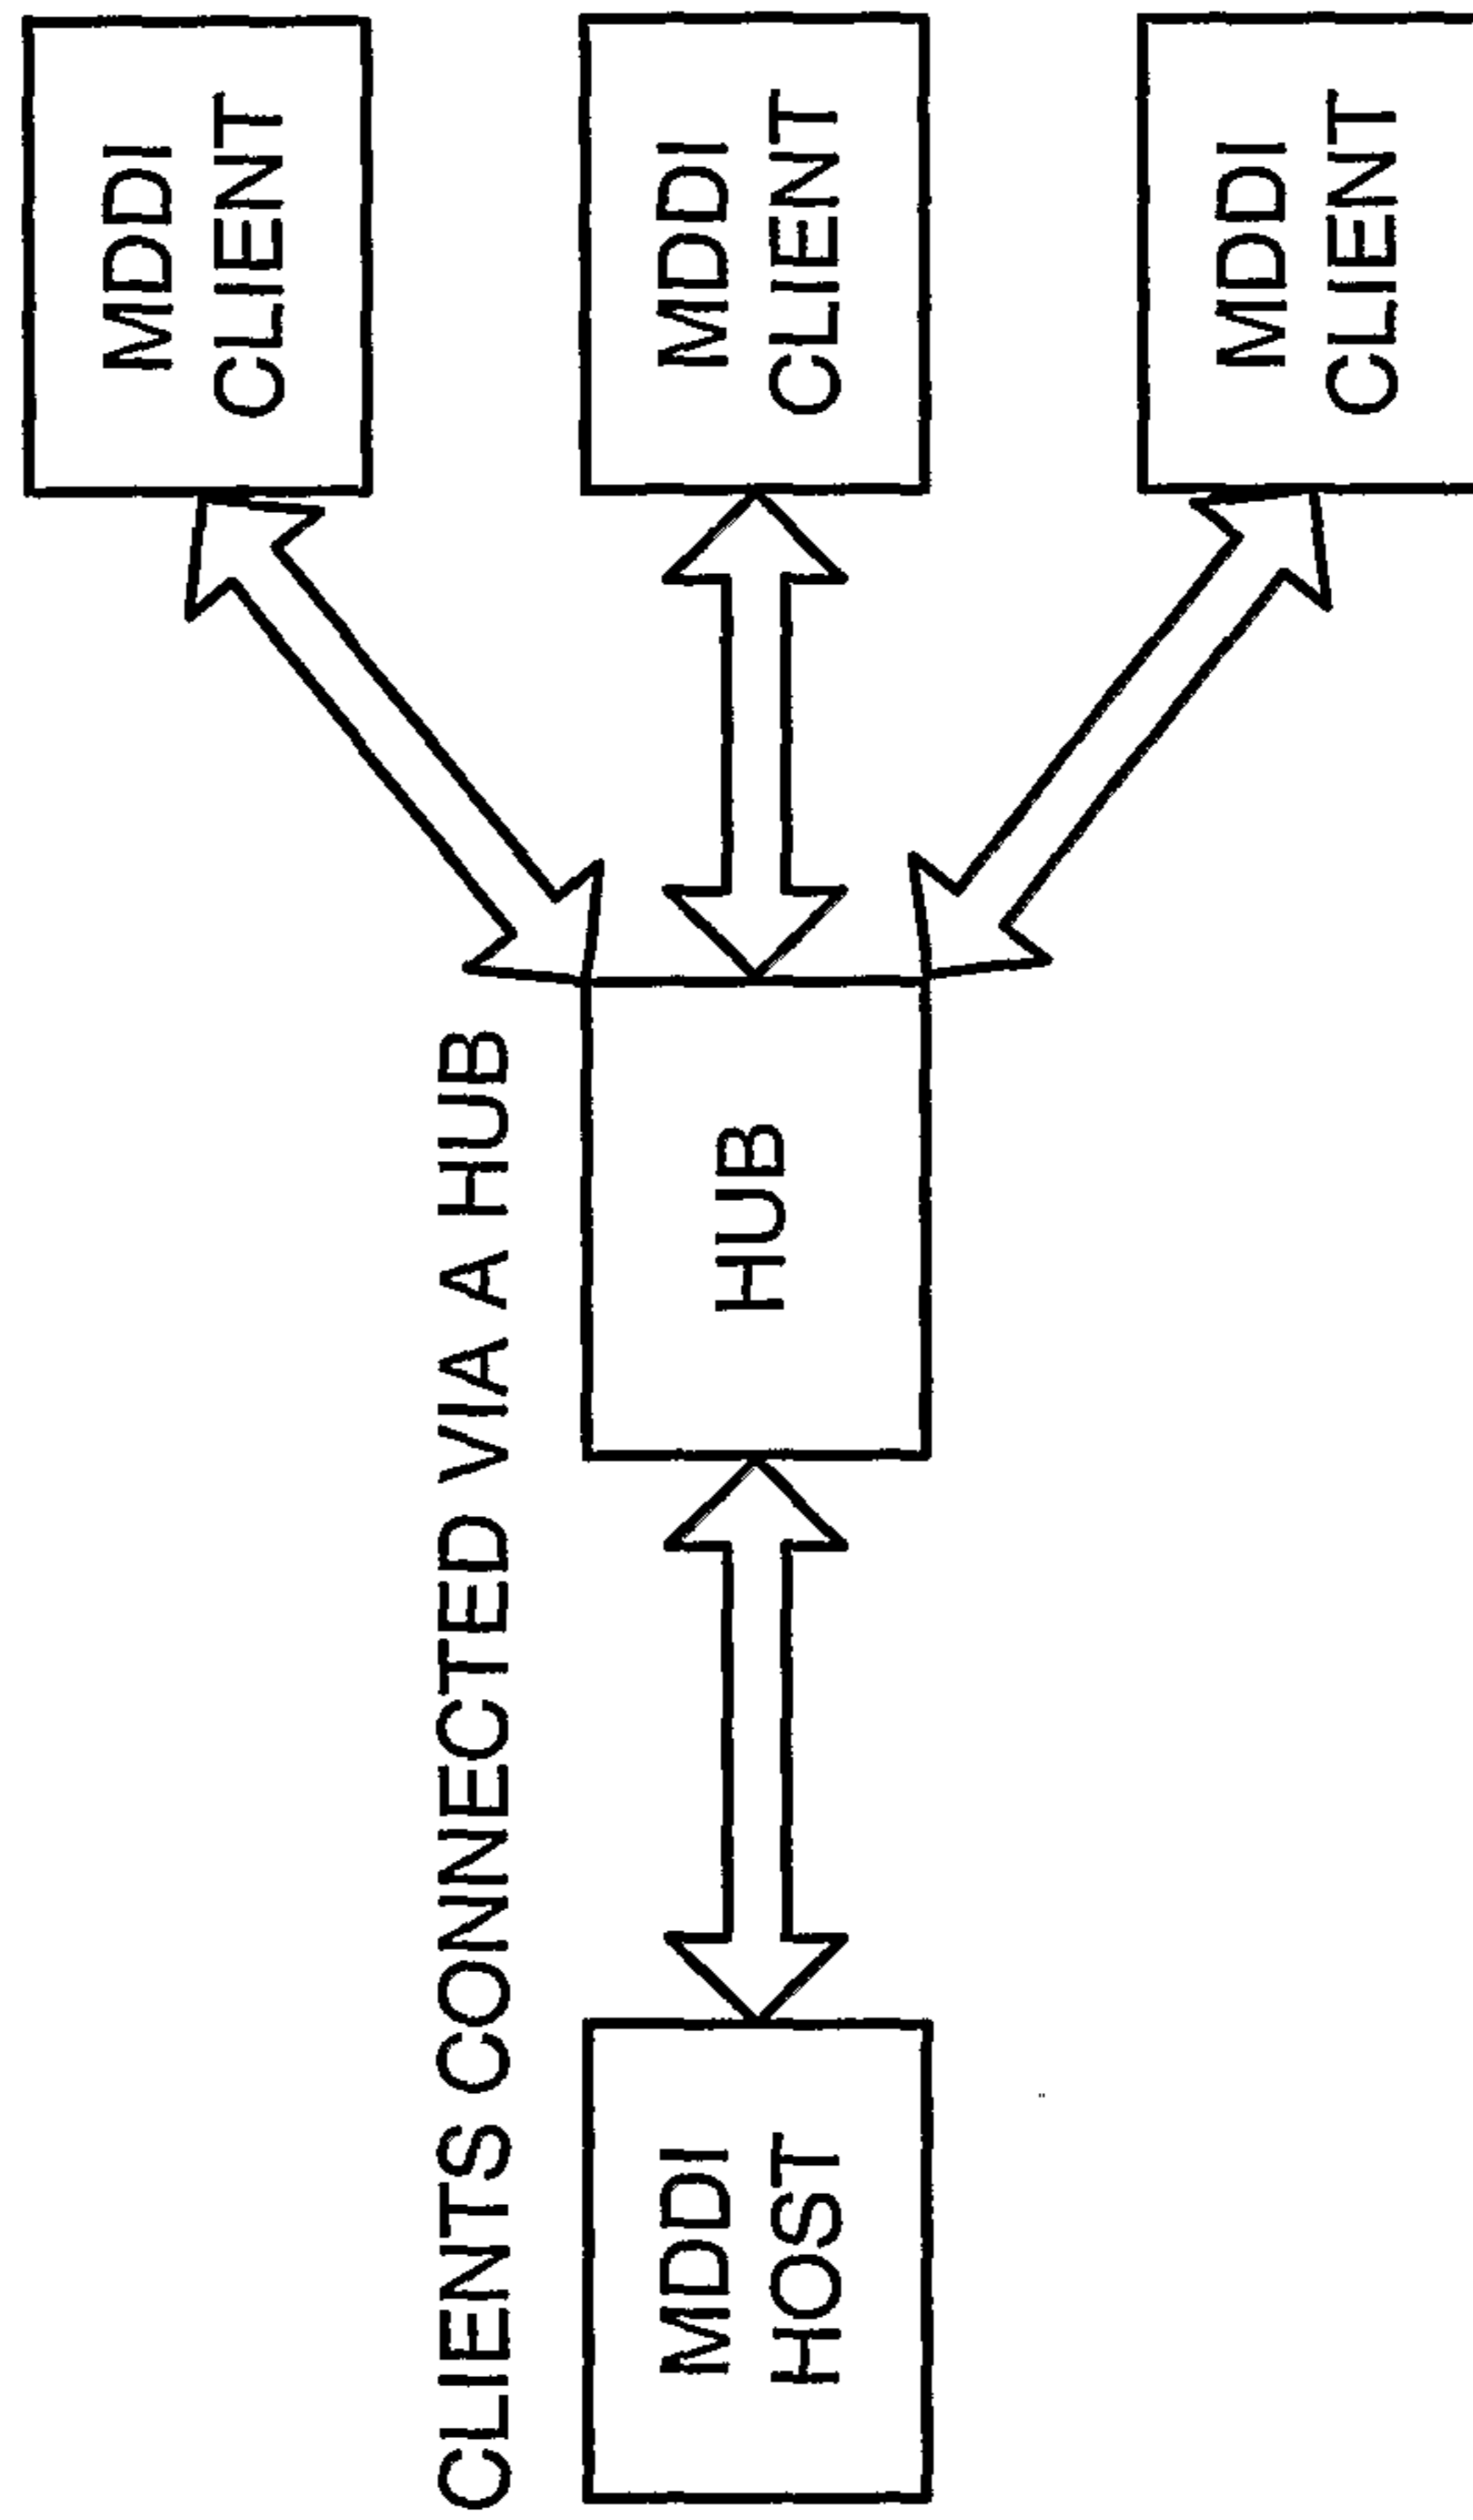 CLIENTS CONNECTED VIA A HUB
MDDI
HOST
HUB
MDDI
CLIENT
MDDI
CLIENT
MDDI
CLIENT